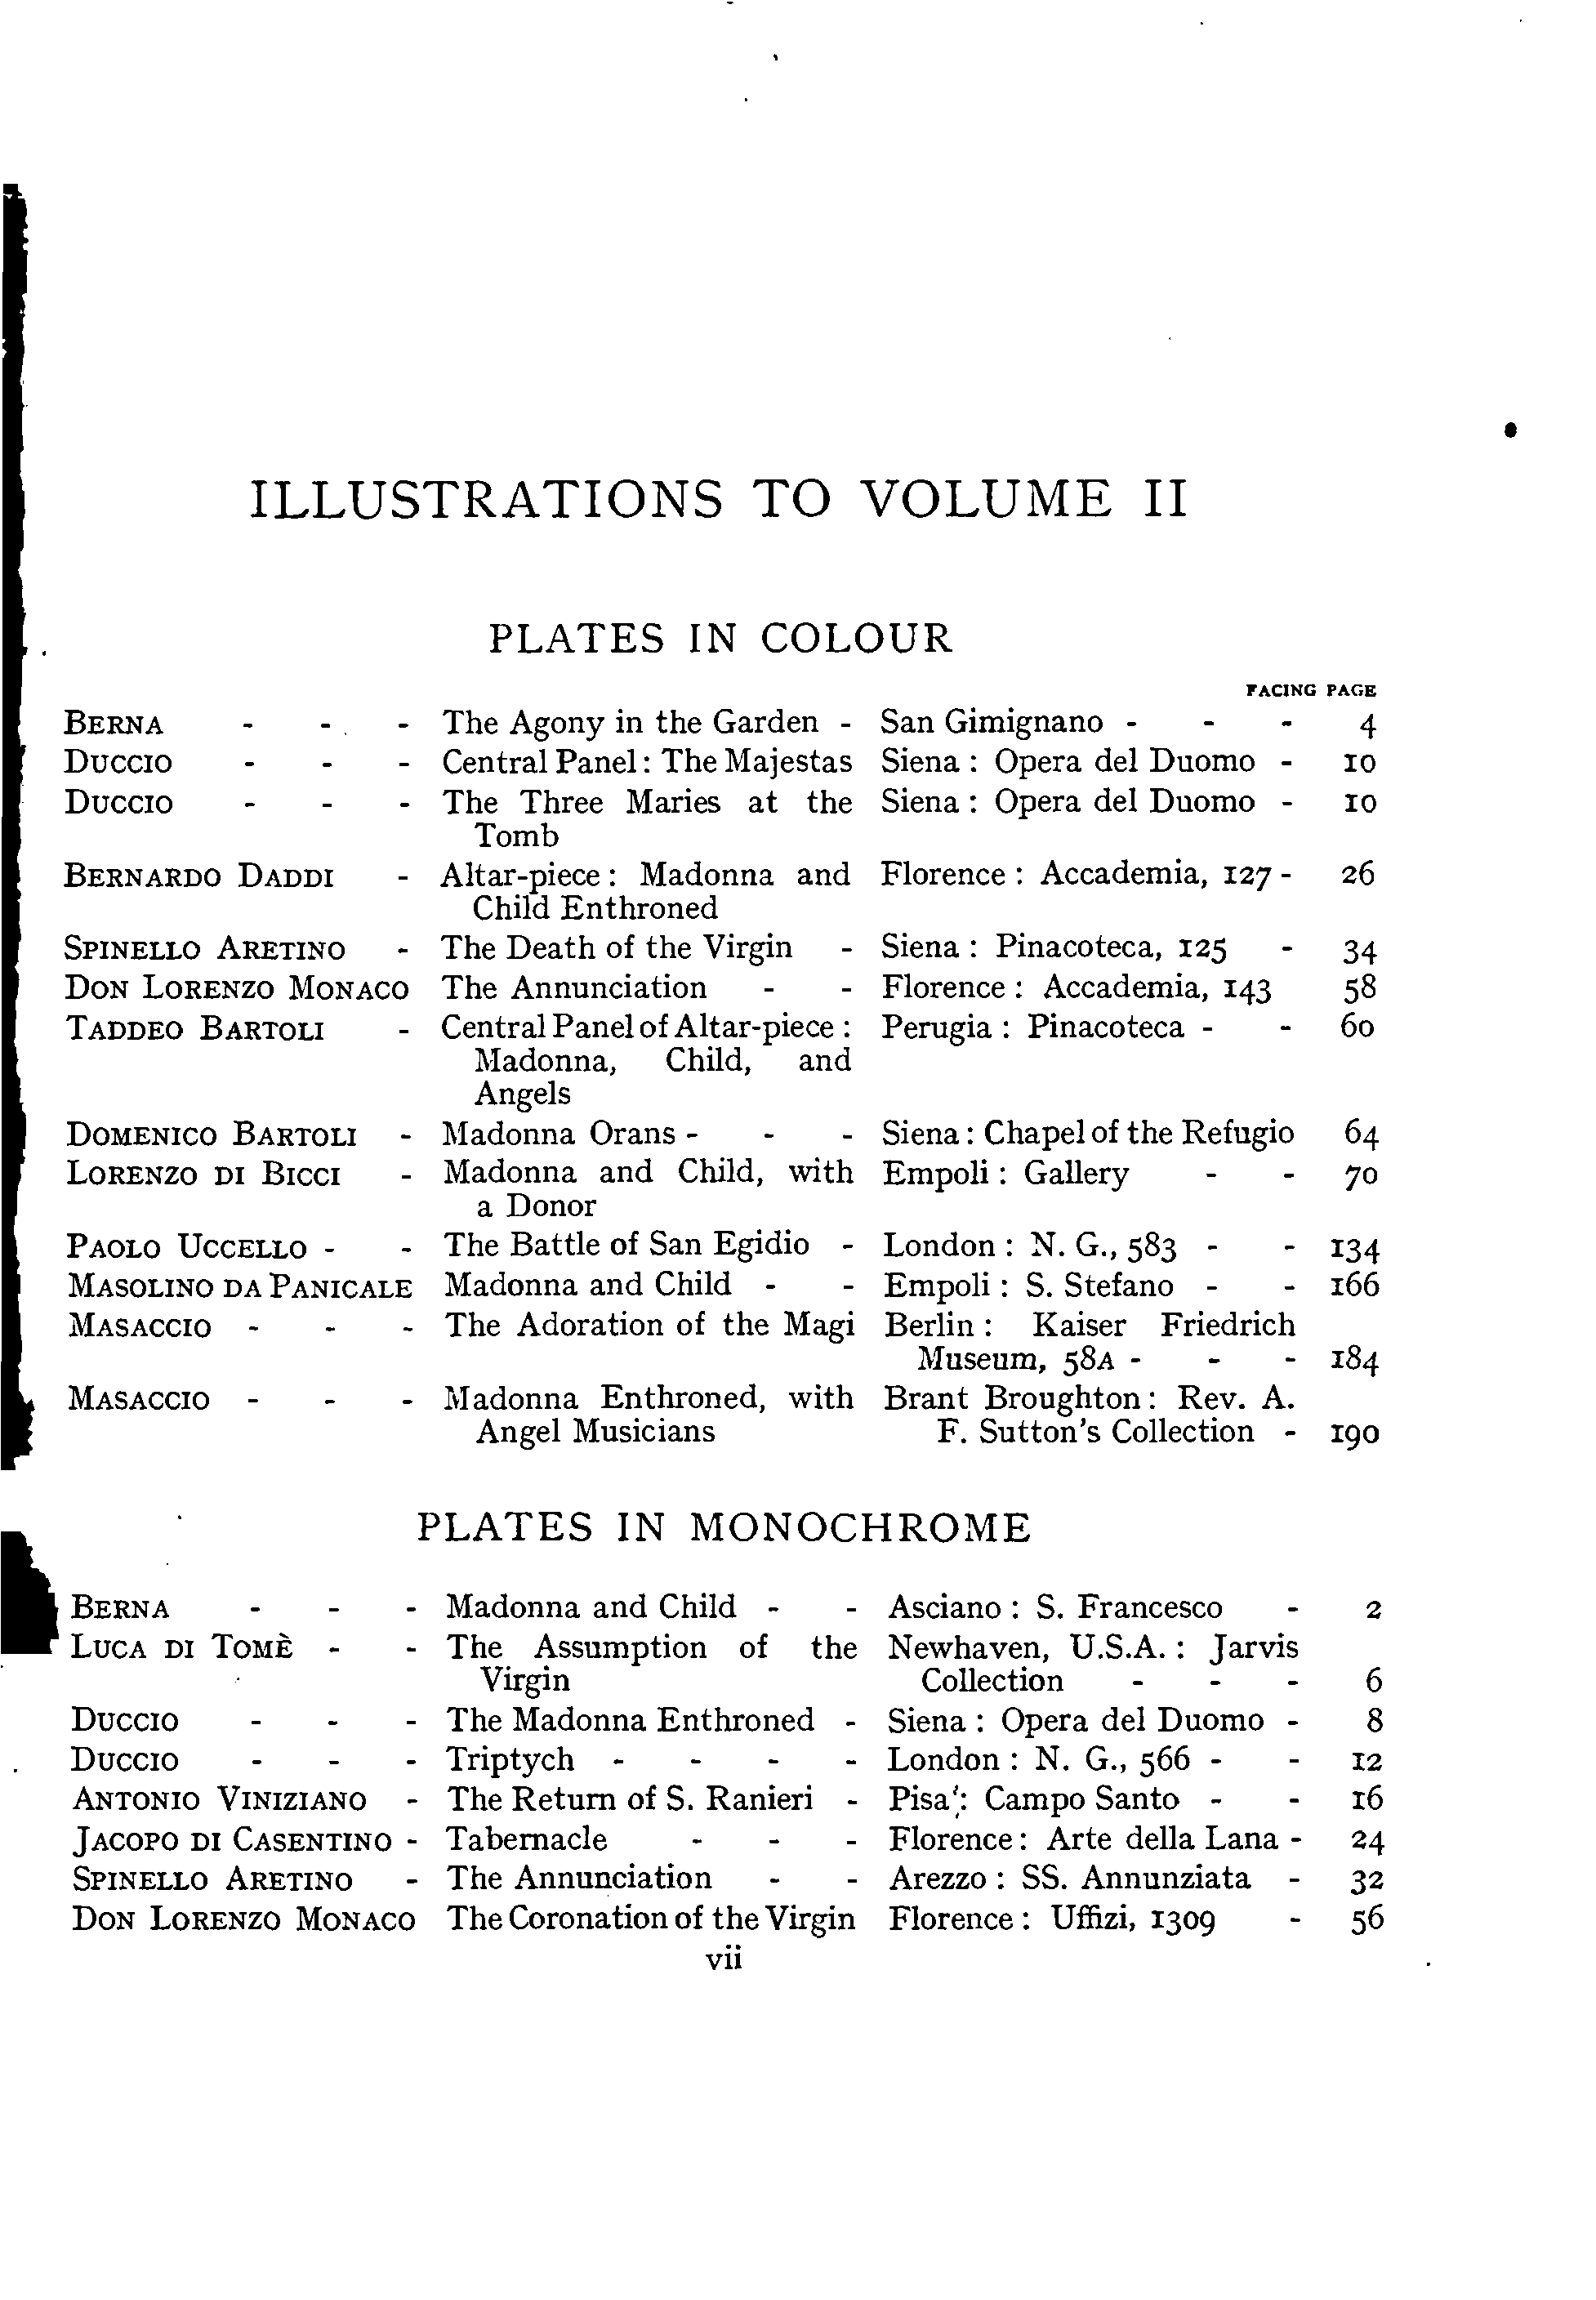 ILLUSTRATIONS TO VOLUME II
PLATES IN COLOUR
FACING PAGE
BERNA - - - The Agony in the Garden - San Gimignano - - - 4
DUCCIO - - - Central Panel: The Majestas Siena : Opera del Duomo - 10
DUCCIO - - - The Three Maries at the Siena : Opera del Duomo - 10
Tomb
BERNARDO DADDI - Altar-piece : Madonna and Florence : Accademia, 127 - 26
Child Enthroned
SPINELLO ARETINO - The Death of the Virgin - Siena : Pinacoteca, 125 - 34
DON LORENZO MONACO The Annunciation - - Florence : Accademia, 143 58
TADDEO BARTOLI - Central Panel of Altar-piece : Perugia : Pinacoteca - - 60
Madonna, Child, and
Angels
DOMENICO BARTOLI - Madonna Orans - - - Siena : Chapel of the Refugio 64
LORENZO DI BICCI - Madonna and Child, with Empoli : Gallery - - 70
a Donor
PAOLO UCCELLO - - The Battle of San Egidio - London : N. G., 583 - - 134
MASOLINO DA PANICALE Madonna and Child - - Empoli : S. Stefano - - 166
MASACCIO - - - The Adoration of the Magi Berlin : Kaiser Friedrich
Museum, 58A - - - 184
MASACCIO - - - Madonna Enthroned, with Brant Broughton : Rev. A.
Angel Musicians F. Sutton's Collection - 190
PLATES IN MONOCHROME
BERNA - - - Madonna and Child - - Asciano : S. Francesco - 2
LUCA DI TOMÈ - - The Assumption of the Newhaven, U.S.A. : Jarvis
Virgin Collection - - - 6
DUCCIO - - - The Madonna Enthroned - Siena : Opera del Duomo - 8
DUCCIO - - - Triptych - - - - London : N. G., 566 - - 12
ANTONIO VINIZIANO - The Return of S. Ranieri - Pisa : Campo Santo - - 16
JACOPO DI CASENTINO - Tabernacle - - - Florence : Arte della Lana - 24
SPINELLO ARETINO - The Annunciation - - Arezzo : SS. Annunziata - 32
DON LORENZO MONACO The Coronation of the Virgin Florence : Uffizi, 1309 - 56
vii